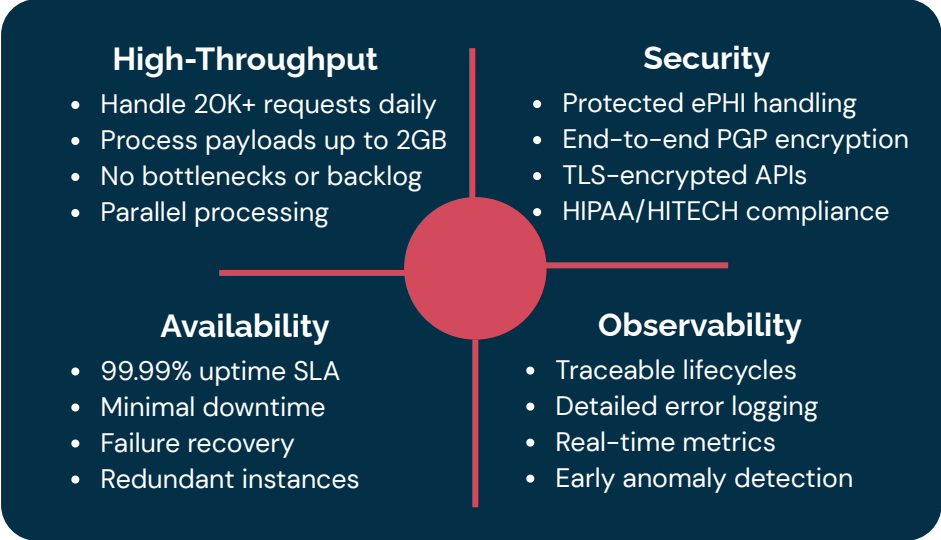 High-Throughput
• Handle 20K+ requests daily
• Process payloads up to 2GB
• No bottlenecks or backlog
• Parallel processing
Security
• Protected ePHI handling
• End-to-end PGP encryption
• TLS-encrypted APIs
• HIPAA/HITECH compliance
Availability
• 99.99% uptime SLA
• Minimal downtime
• Failure recovery
• Redundant instances
Observability
• Traceable lifecycles
• Detailed error logging
• Real-time metrics
• Early anomaly detection